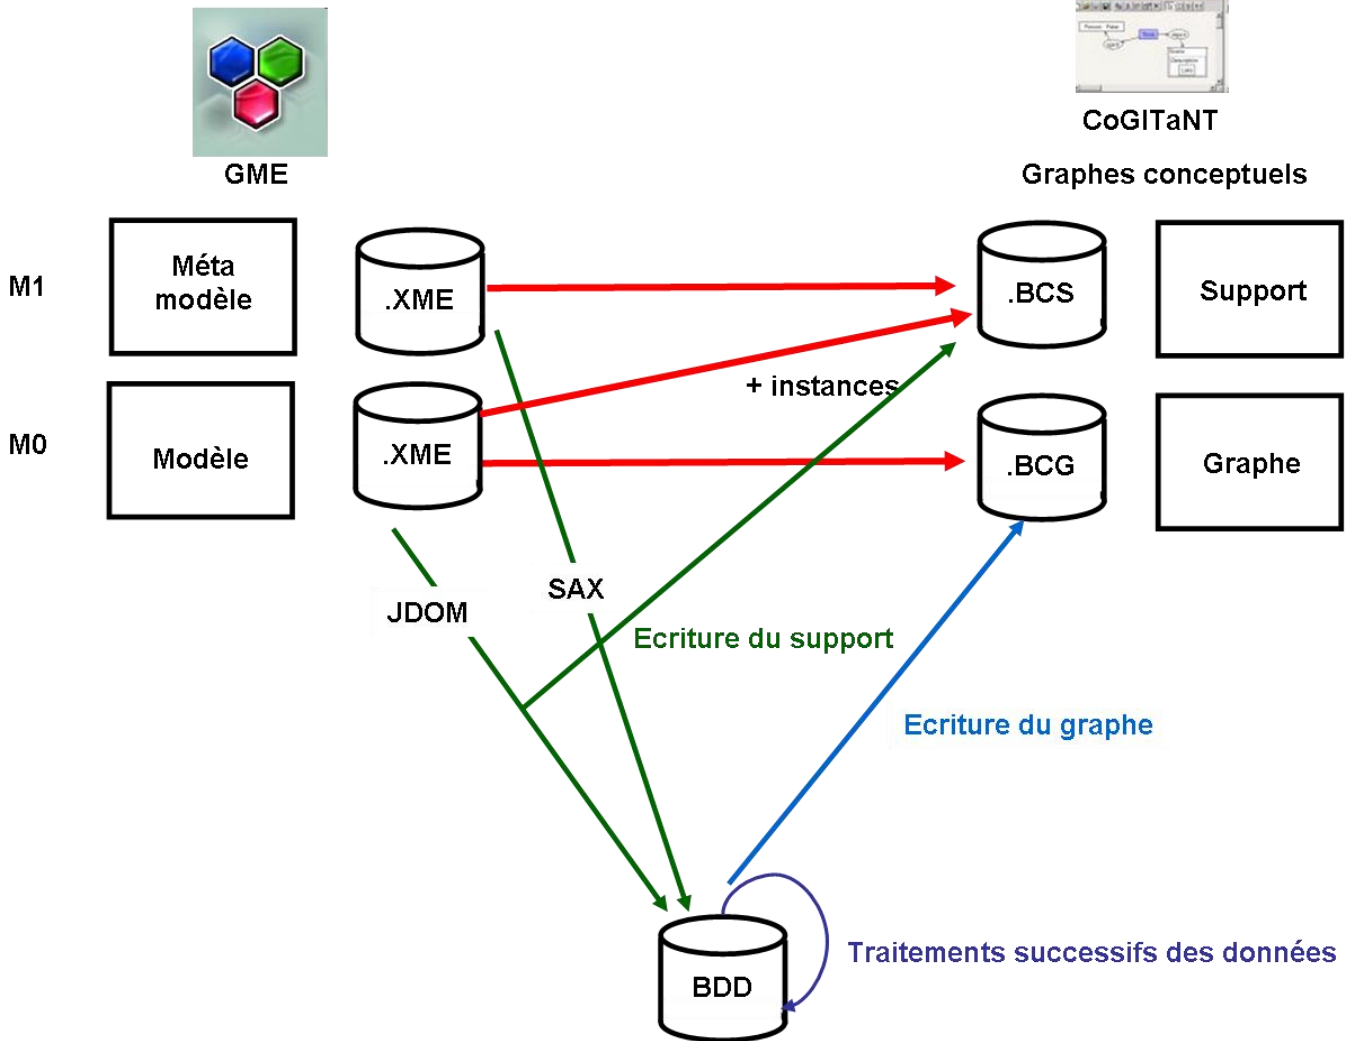 CoGITaNT
GME
Graphes conceptuels
M1
Méta
modèle
.XME
.BCS
Support
+ instances
M0
Modèle
.XME
.BCG
Graphe
SAX
JDOM
Ecriture du support
Ecriture du graphe
Traitements successifs des données
BDD